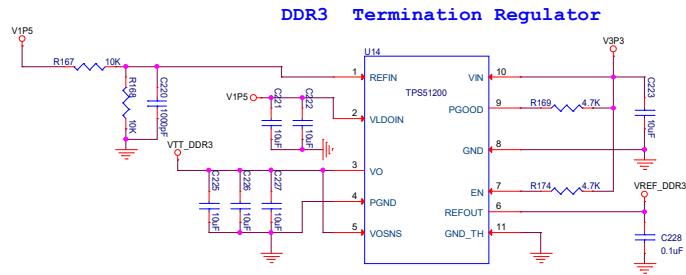 DDR3 Termination Regulator
V1P5
V3P3
R167 10K
U14
1 REFIN
VIN 10
TPS51200
R168
10K
C220
1000pF
V1P5
C221
10uF
C222
10uF
2 VLDOIN
PGOOD 9
R169 4.7K
C223
10uF
VTT_DDR3
GND 8
3 VO
C225
10uF
C226
10uF
C227
10uF
4 PGND
EN 7
R174 4.7K
VREF_DDR3
REFOUT 6
5 VOSNS
GND_TH 11
C228
0.1uF